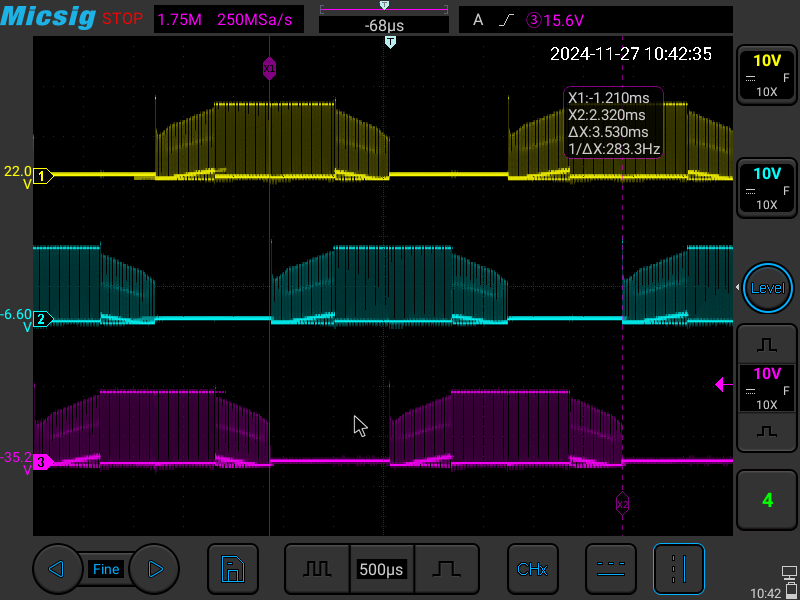 Micsig STOP 1.75M 250MSa/s -68μs A ③15.6V
T
2024-11-27 10:42:35
X1
X1:-1.210ms
X2:2.320ms
ΔX:3.530ms
1/ΔX:283.3Hz
10V
F
10X
22.0 1
V
10V
F
10X
-6.60 2
V
Level
10V
F
10X
-35.2 3
V
X2
4
Fine 500μs CHx
10:42